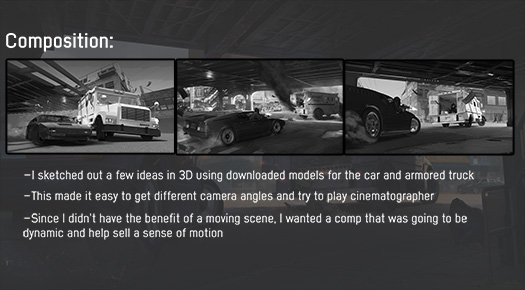 Composition:
-I sketched out a few ideas in 3D using downloaded models for the car and armored truck
-This made it easy to get different camera angles and try to play cinematographer
-Since I didn't have the benefit of a moving scene, I wanted a comp that was going to be
dynamic and help sell a sense of motion